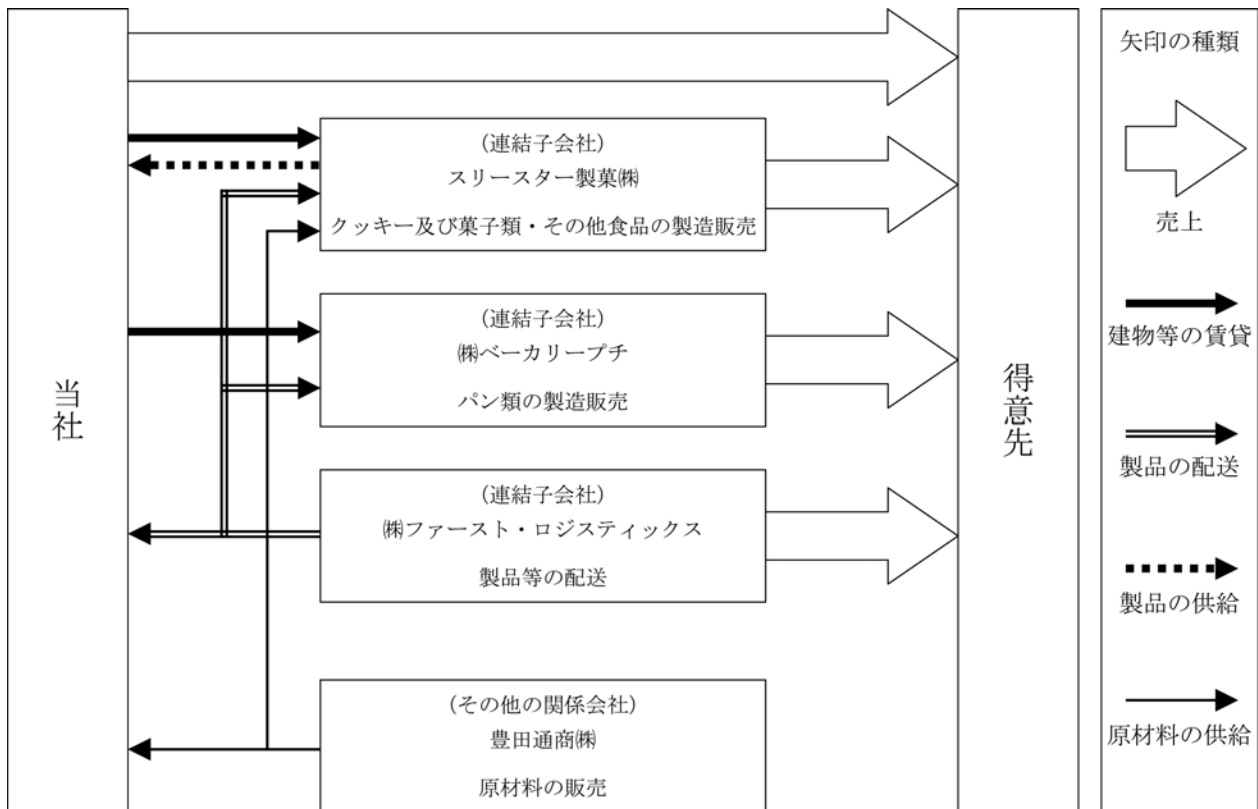 当社
(連結子会社)
スリースター製菓㈱
クッキー及び菓子類・その他食品の製造販売
(連結子会社)
㈱ベーカリープチ
パン類の製造販売
(連結子会社)
㈱ファースト・ロジスティックス
製品等の配送
(その他の関係会社)
豊田通商㈱
原材料の販売
得意先
矢印の種類
売上
建物等の賃貸
製品の配送
製品の供給
原材料の供給